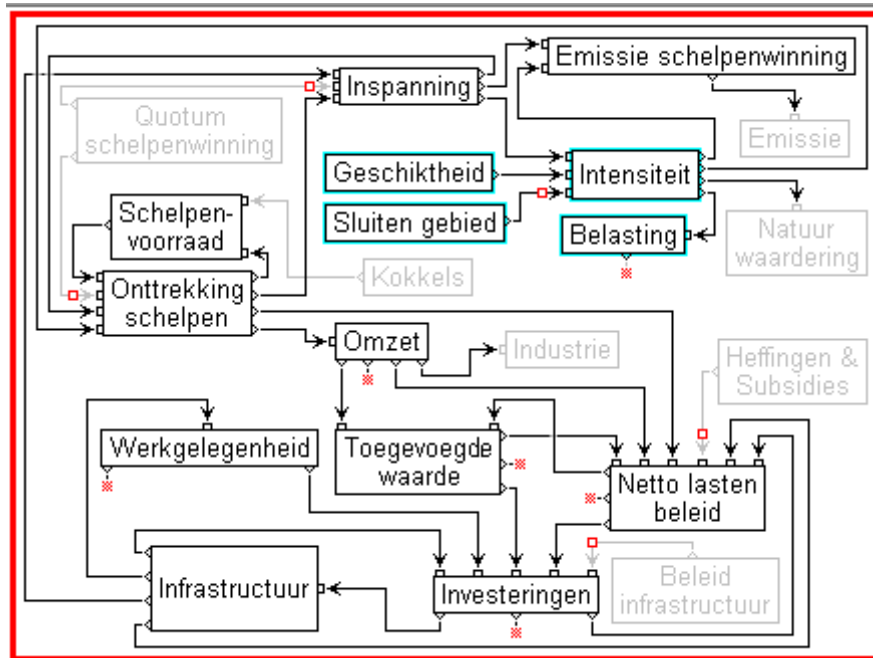 Emissie schelpenwinning
Inspanning
Quotum
schelpenwinning
Emissie
Geschiktheid
Intensiteit
Schelpen-
voorraad
Sluiten gebied
Belasting
Natuur
waardering
Kokkels
Onttrekking
schelpen
Omzet
Industrie
Heffingen &
Subsidies
Werkgelegenheid
Toegevoegde
waarde
Netto lasten
beleid
Infrastructuur
Investeringen
Beleid
infrastructuur